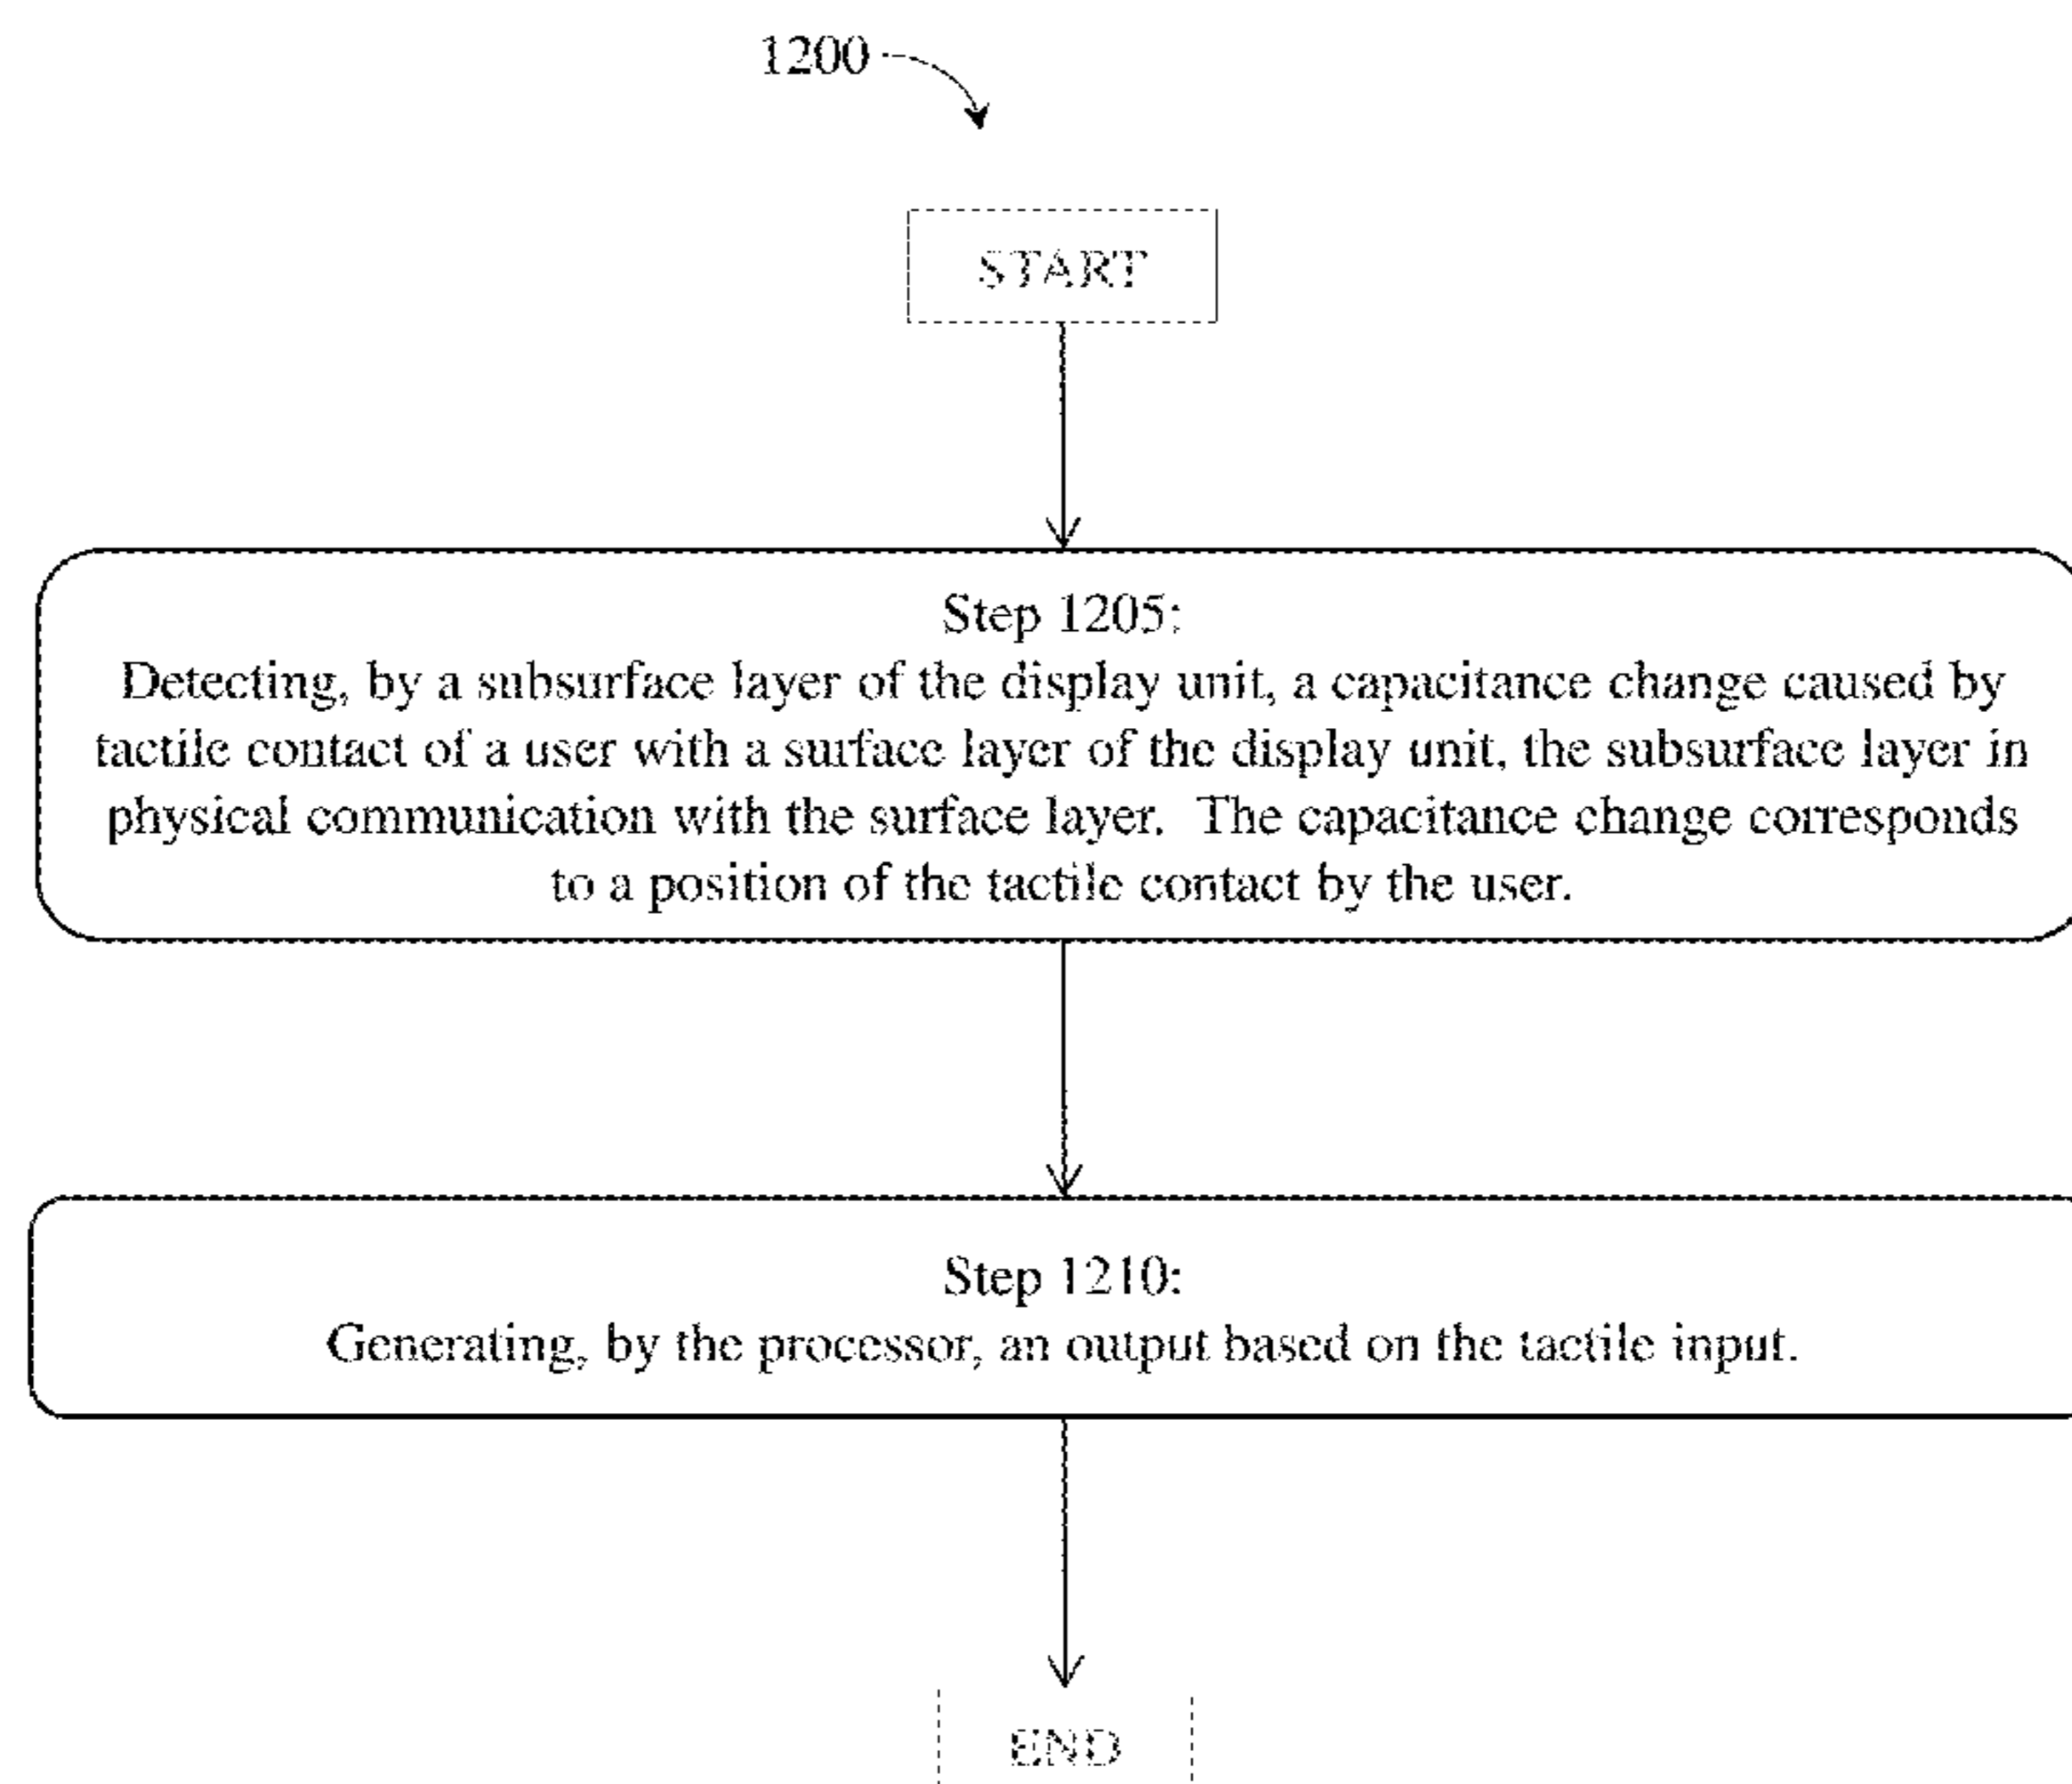 1200
START
Step 1205:
Detecting, by a subsurface layer of the display unit, a capacitance change caused by
tactile contact of a user with a surface layer of the display unit, the subsurface layer in
physical communication with the surface layer. The capacitance change corresponds
to a position of the tactile contact by the user.
Step 1210:
Generating, by the processor, an output based on the tactile input.
END